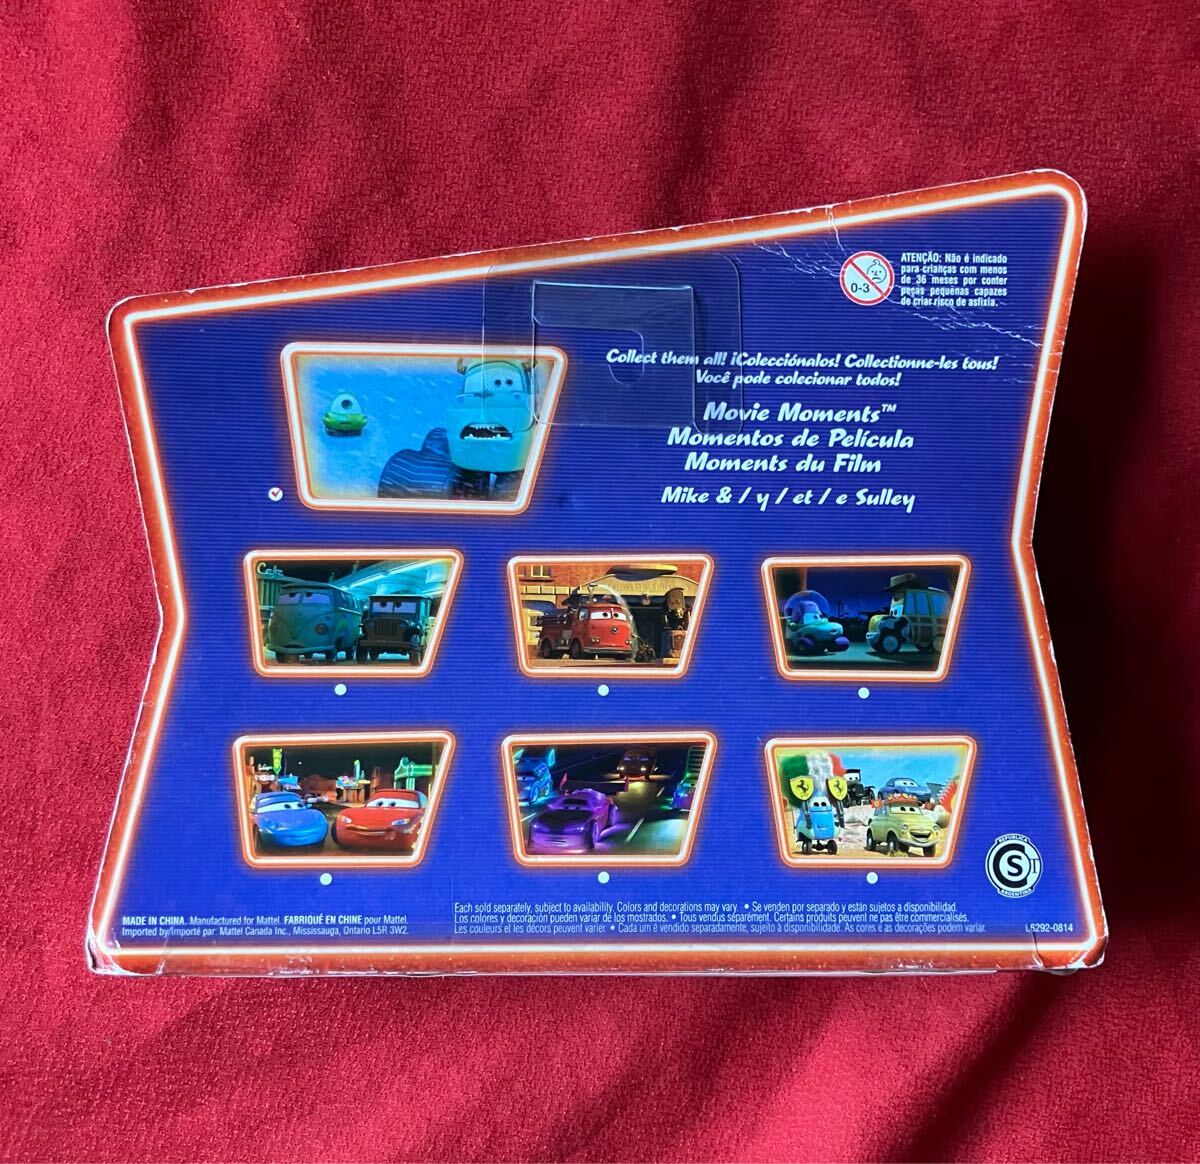 ATENÇÃO: Não é indicado
para crianças com menos
de 36 meses por conter
peças pequenas capazes
de criar risco de asfixia.
0-3
Collect them all! ¡Colecciónalos! Collectionne-les tous!
Você pode colecionar todos!
Movie Moments™
Momentos de Película
Moments du Film
Mike & / y / et / e Sulley
REPUBLICA
S I
ARGENTINA
MADE IN CHINA. Manufactured for Mattel. FABRIQUÉ EN CHINE pour Mattel.
Imported by/Importé par: Mattel Canada Inc., Mississauga, Ontario L5R 3W2.
Each sold separately, subject to availability. Colors and decorations may vary. • Se venden por separado y están sujetos a disponibilidad.
Los colores y decoración pueden variar de los mostrados. • Tous vendus séparément. Certains produits peuvent ne pas être commercialisés.
Les couleurs et les décors peuvent varier. • Cada um é vendido separadamente, sujeito à disponibilidade. As cores e as decorações podem variar.
L6292-0814